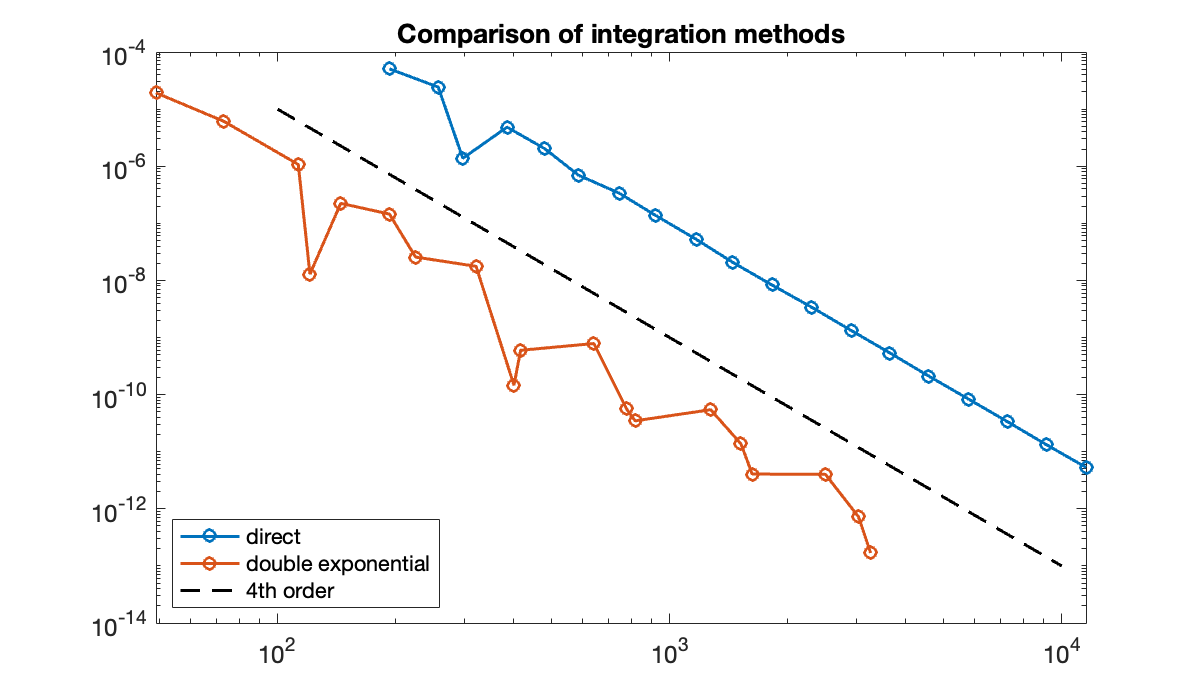 Comparison of integration methods
10^-4
10^-6
10^-8
10^-10
10^-12
10^-14
direct
double exponential
4th order
10^2
10^3
10^4